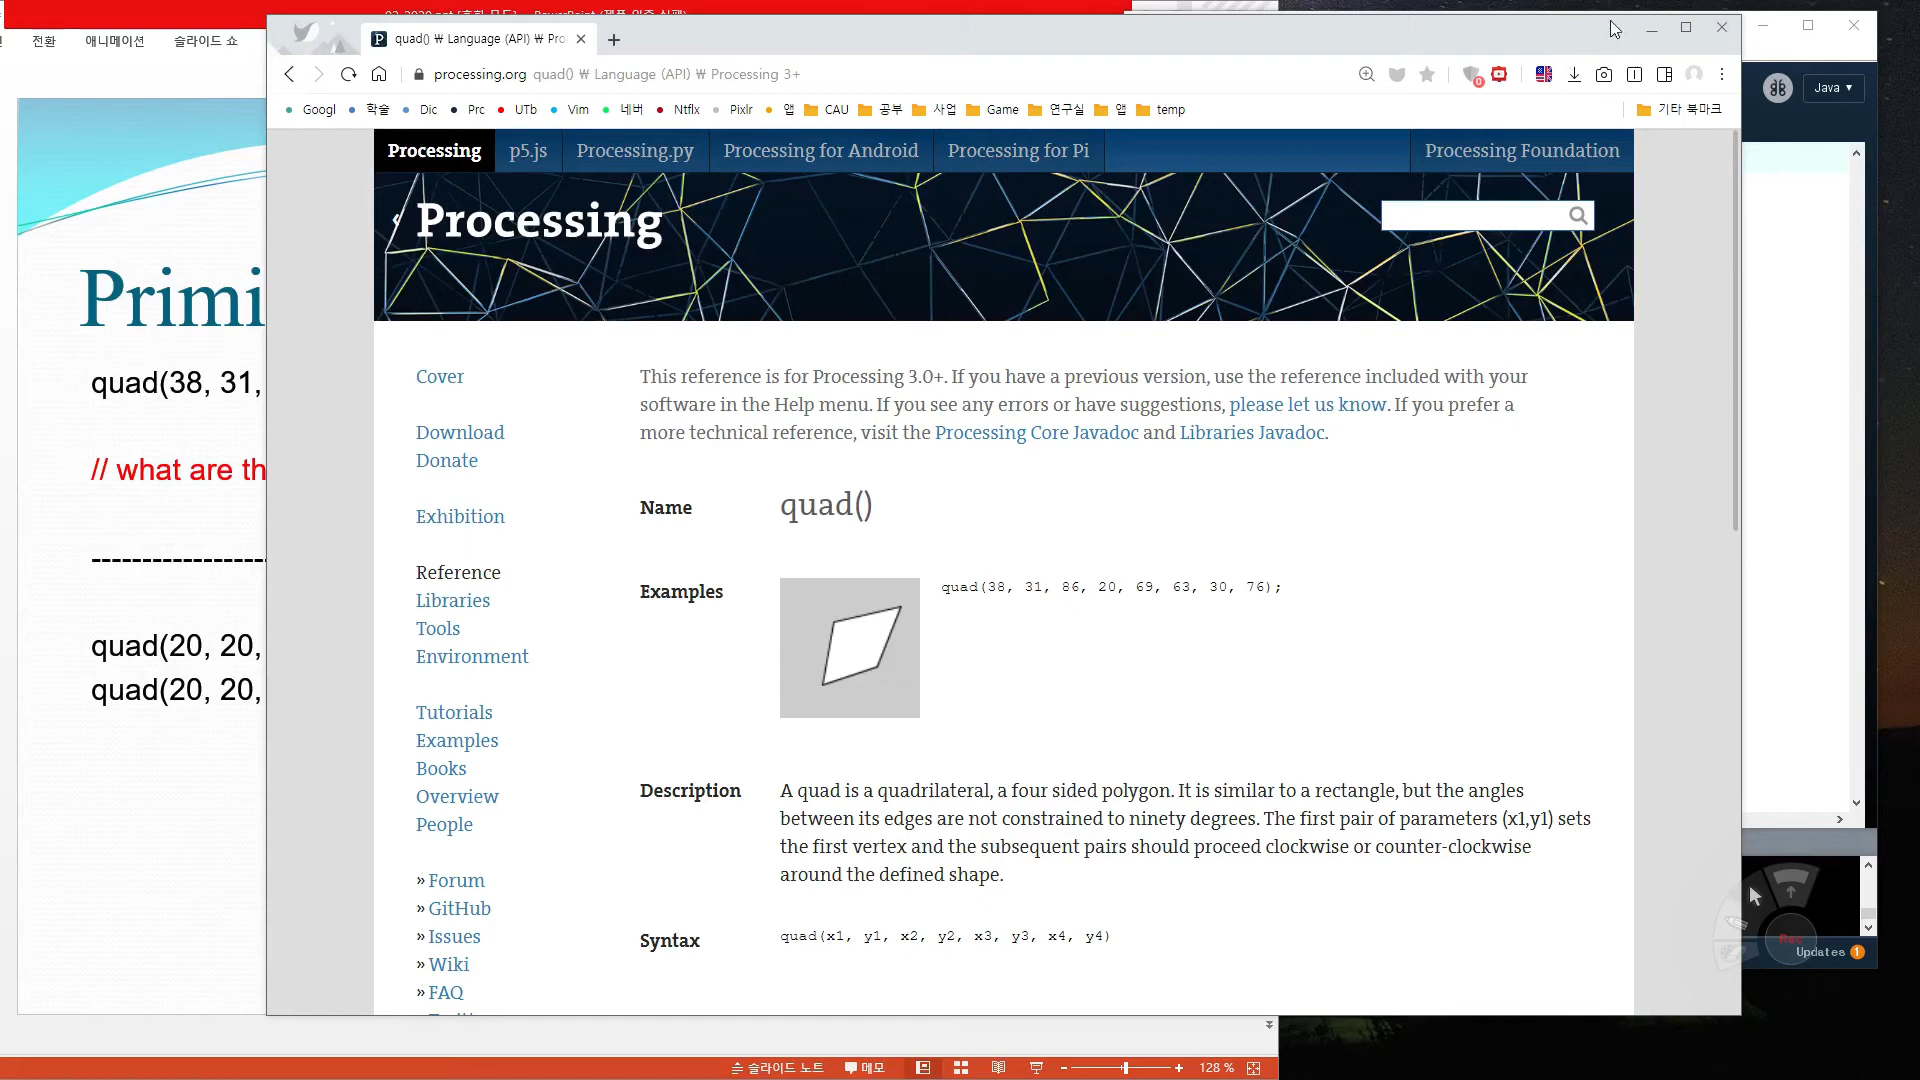 전환
애니메이션
슬라이드 쇼
quad() ₩ Language (API) ₩ Pro
processing.org quad() ₩ Language (API) ₩ Processing 3+
Googl
학술
Dic
Prc
UTb
Vim
네버
Ntflx
Pixlr
앱
CAU
공부
사업
Game
연구실
앱
temp
기타 북마크
Java
Processing
p5.js
Processing.py
Processing for Android
Processing for Pi
Processing Foundation
Processing
Primi
quad(38, 31,
// what are th
--------------------
quad(20, 20,
quad(20, 20,
Cover
Download
Donate
Exhibition
Reference
Libraries
Tools
Environment
Tutorials
Examples
Books
Overview
People
» Forum
» GitHub
» Issues
» Wiki
» FAQ
This reference is for Processing 3.0+. If you have a previous version, use the reference included with your
software in the Help menu. If you see any errors or have suggestions, please let us know. If you prefer a
more technical reference, visit the Processing Core Javadoc and Libraries Javadoc.
Name
quad()
Examples
quad(38, 31, 86, 20, 69, 63, 30, 76);
Description
A quad is a quadrilateral, a four sided polygon. It is similar to a rectangle, but the angles
between its edges are not constrained to ninety degrees. The first pair of parameters (x1,y1) sets
the first vertex and the subsequent pairs should proceed clockwise or counter-clockwise
around the defined shape.
Syntax
quad(x1, y1, x2, y2, x3, y3, x4, y4)
Rec
Updates 1
슬라이드 노트
메모
128 %